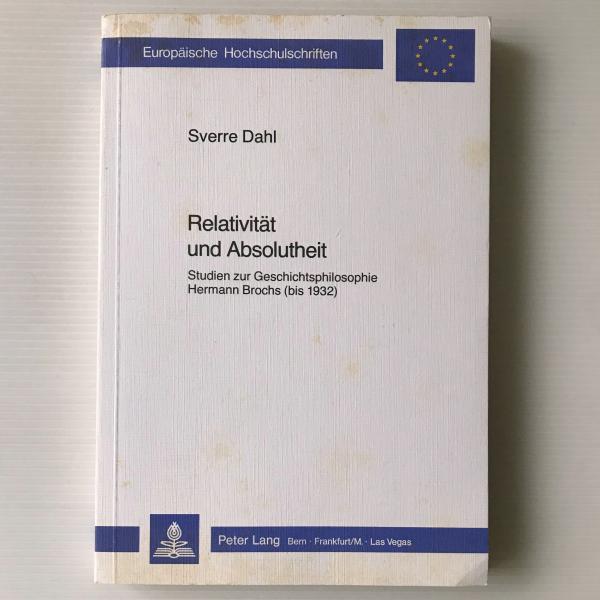 Europäische Hochschulschriften
Sverre Dahl
Relativität
und Absolutheit
Studien zur Geschichtsphilosophie
Hermann Brochs (bis 1932)
Peter Lang Bern · Frankfurt/M. · Las Vegas